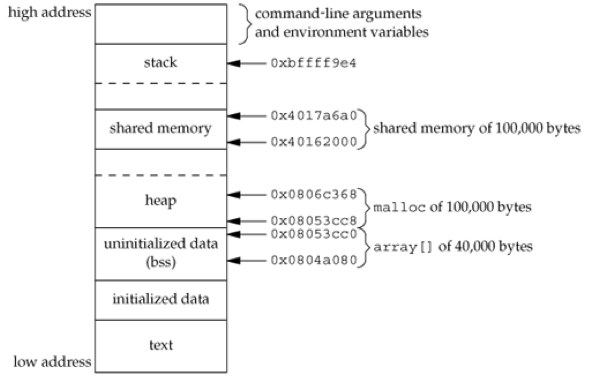 high address
command-line arguments
and environment variables
stack
0xbffff9e4
0x4017a6a0
shared memory
shared memory of 100,000 bytes
0x40162000
0x0806c368
heap
malloc of 100,000 bytes
0x08053cc8
0x08053cc0
uninitialized data
(bss)
array[] of 40,000 bytes
0x0804a080
initialized data
text
low address